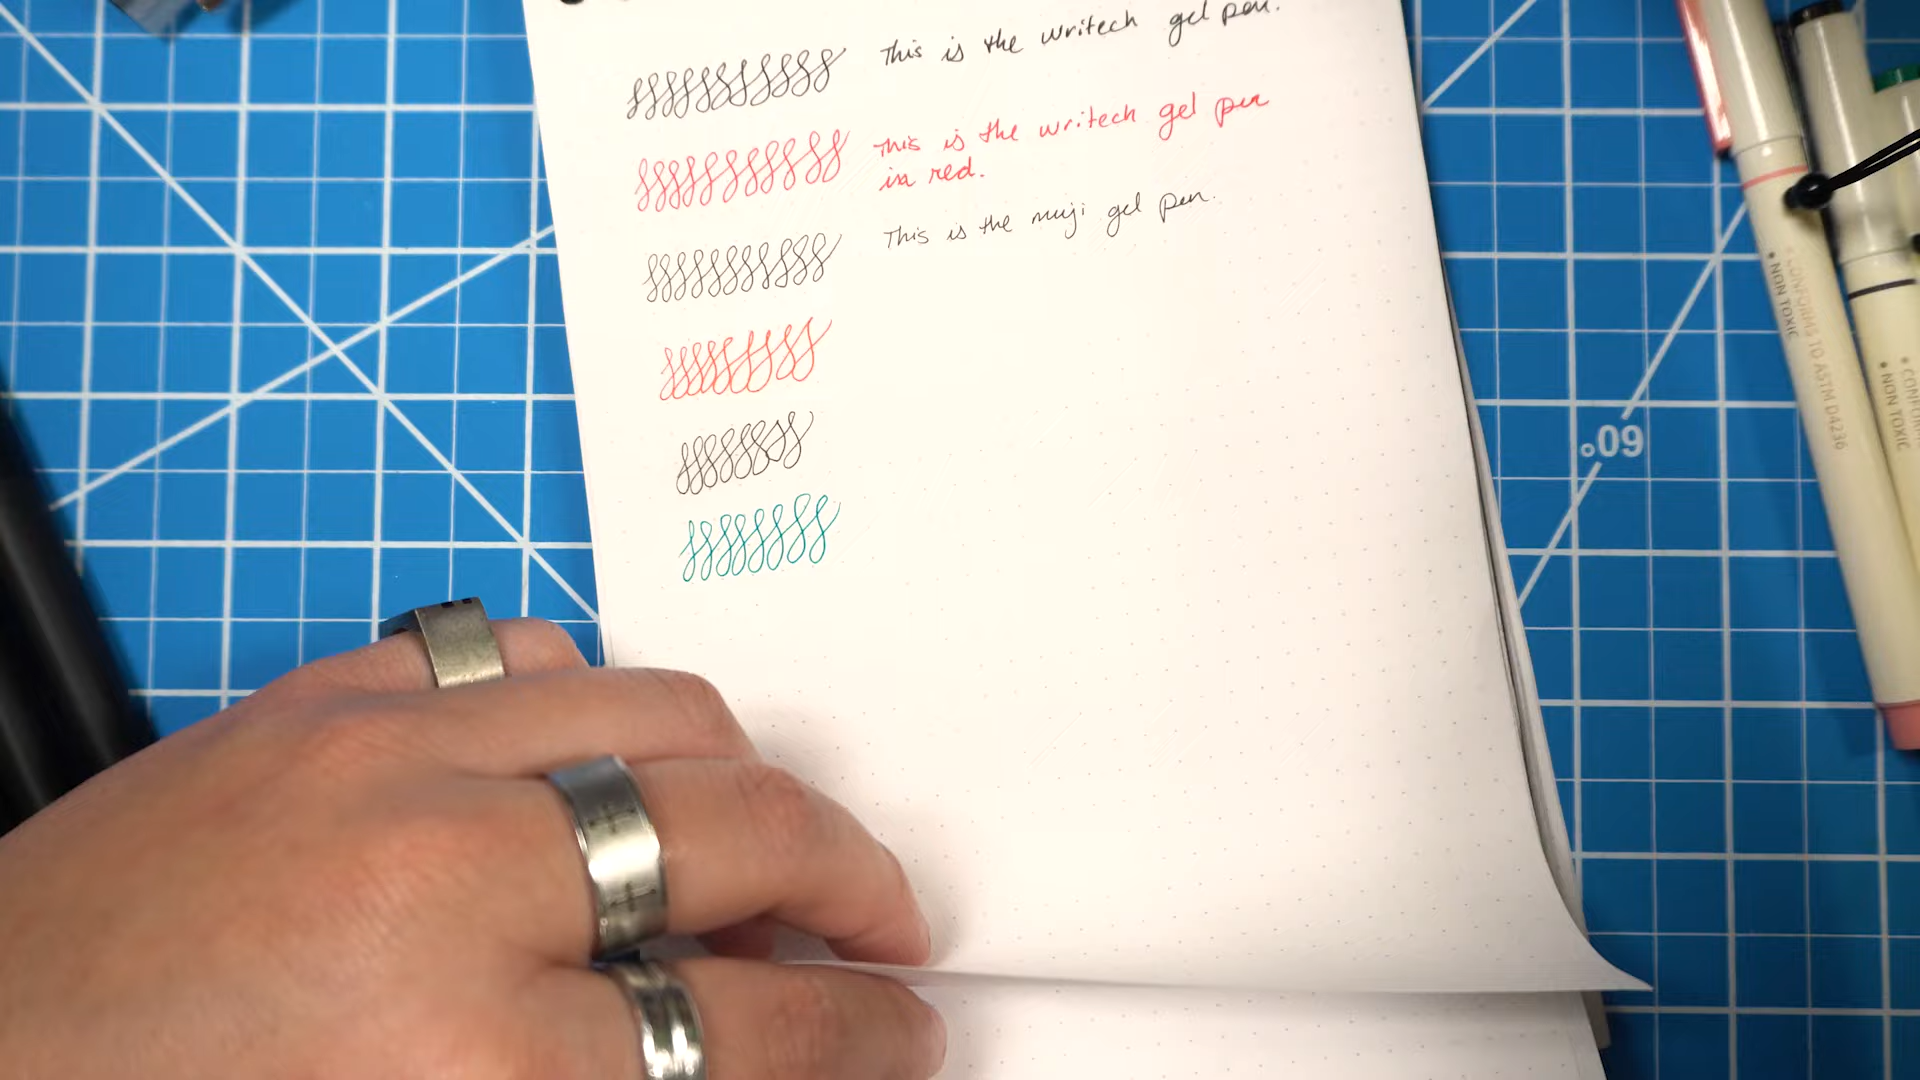 This is the writech gel pen.
This is the writech gel pen
in red.
This is the muji gel pen.
60°
CONFORMS TO ASTM D4236
• NON TOXIC
• NON TOXIC